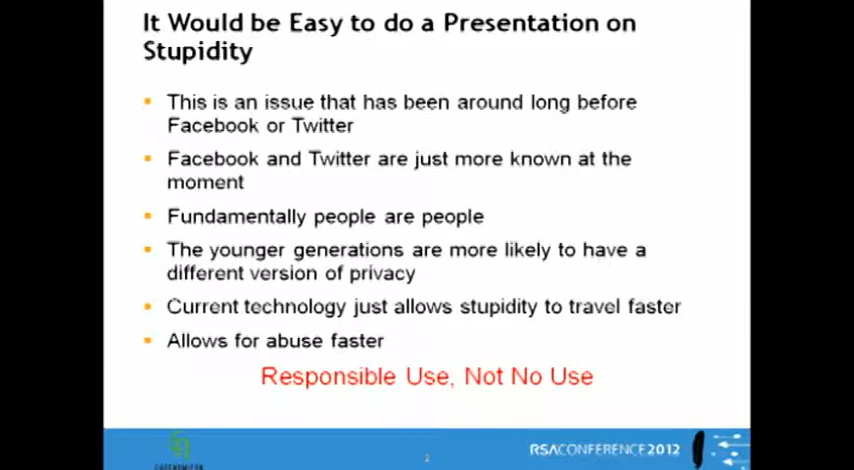 It Would be Easy to do a Presentation on
Stupidity
This is an issue that has been around long before
Facebook or Twitter
Facebook and Twitter are just more known at the
moment
Fundamentally people are people
The younger generations are more likely to have a
different version of privacy
Current technology just allows stupidity to travel faster
Allows for abuse faster
Responsible Use, Not No Use
2
RSACONFERENCE2012